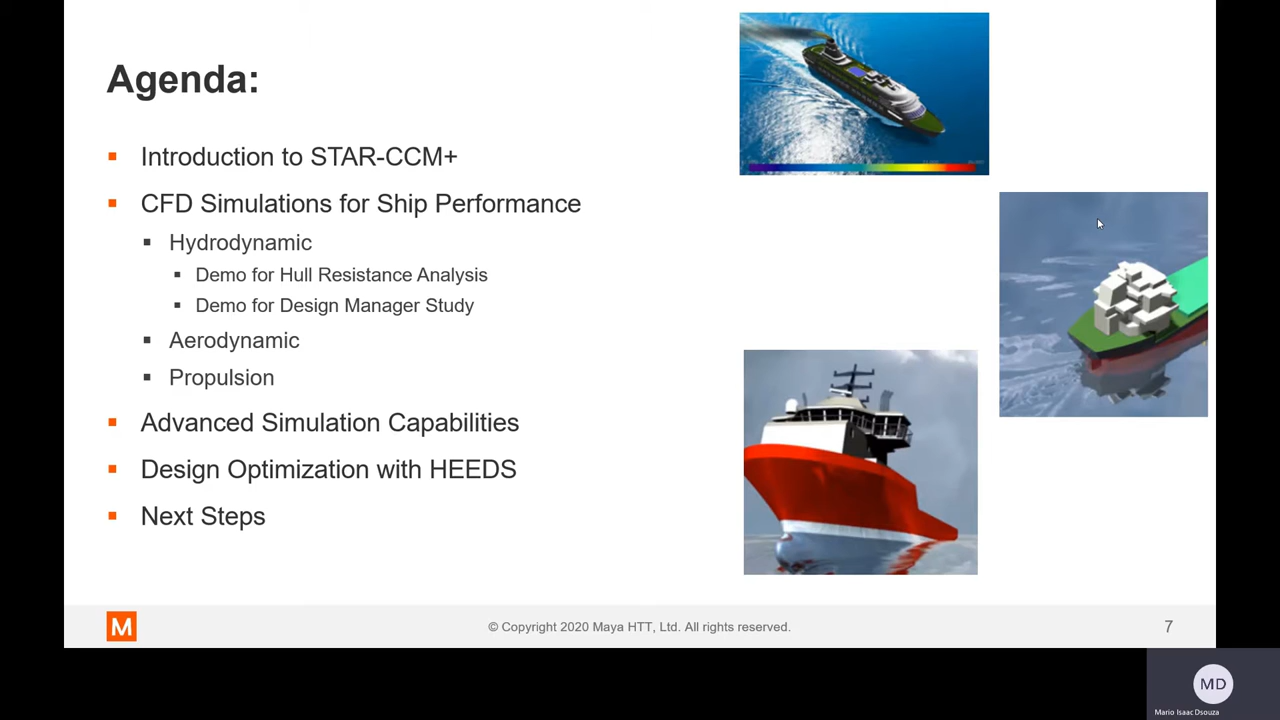 Agenda:
Introduction to STAR-CCM+
CFD Simulations for Ship Performance
Hydrodynamic
Demo for Hull Resistance Analysis
Demo for Design Manager Study
Aerodynamic
Propulsion
Advanced Simulation Capabilities
Design Optimization with HEEDS
Next Steps
M
© Copyright 2020 Maya HTT, Ltd. All rights reserved.
7
MD
Mario Isaac Dsouza